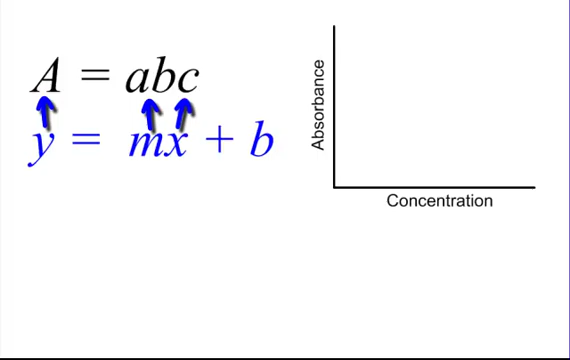 A = abc
y = mx + b
Absorbance
Concentration